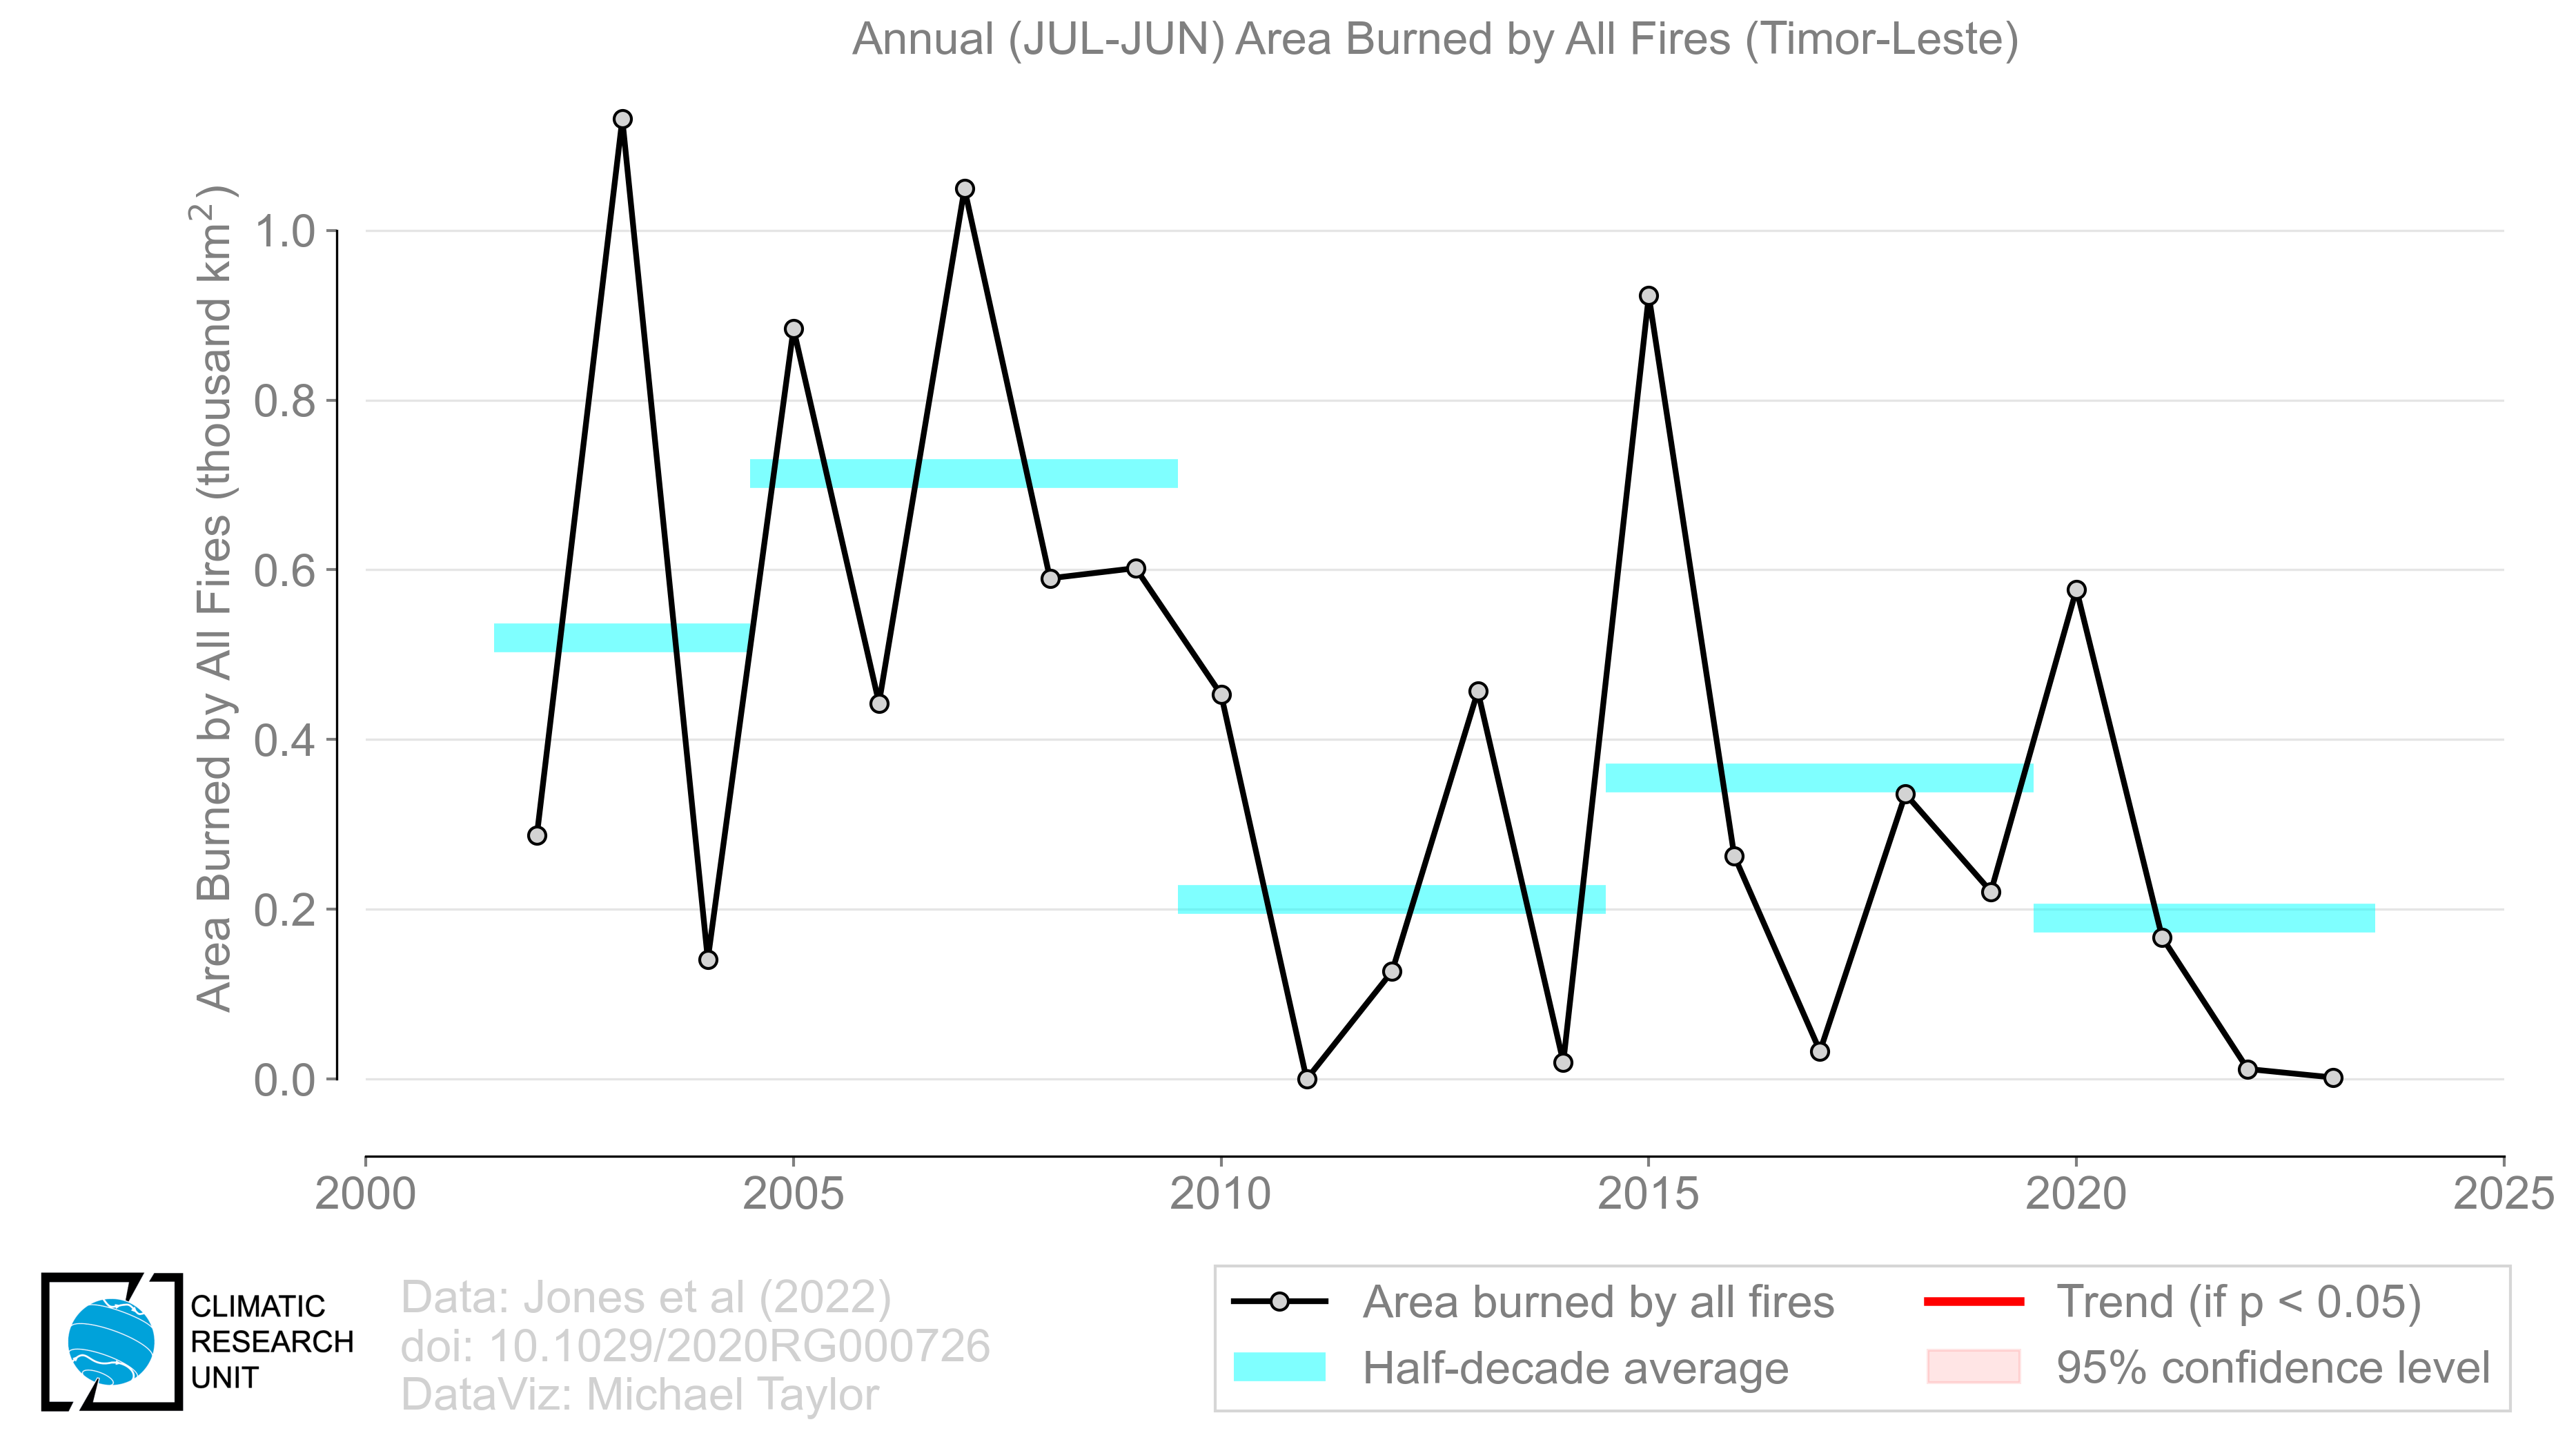 Annual (JUL-JUN) Area Burned by All Fires (Timor-Leste)
Area Burned by All Fires (thousand km²)
1.0
0.8
0.6
0.4
0.2
0.0
2000 2005 2010 2015 2020 2025
CLIMATIC
RESEARCH
UNIT
Data: Jones et al (2022)
doi: 10.1029/2020RG000726
DataViz: Michael Taylor
Area burned by all fires
Half-decade average
Trend (if p < 0.05)
95% confidence level